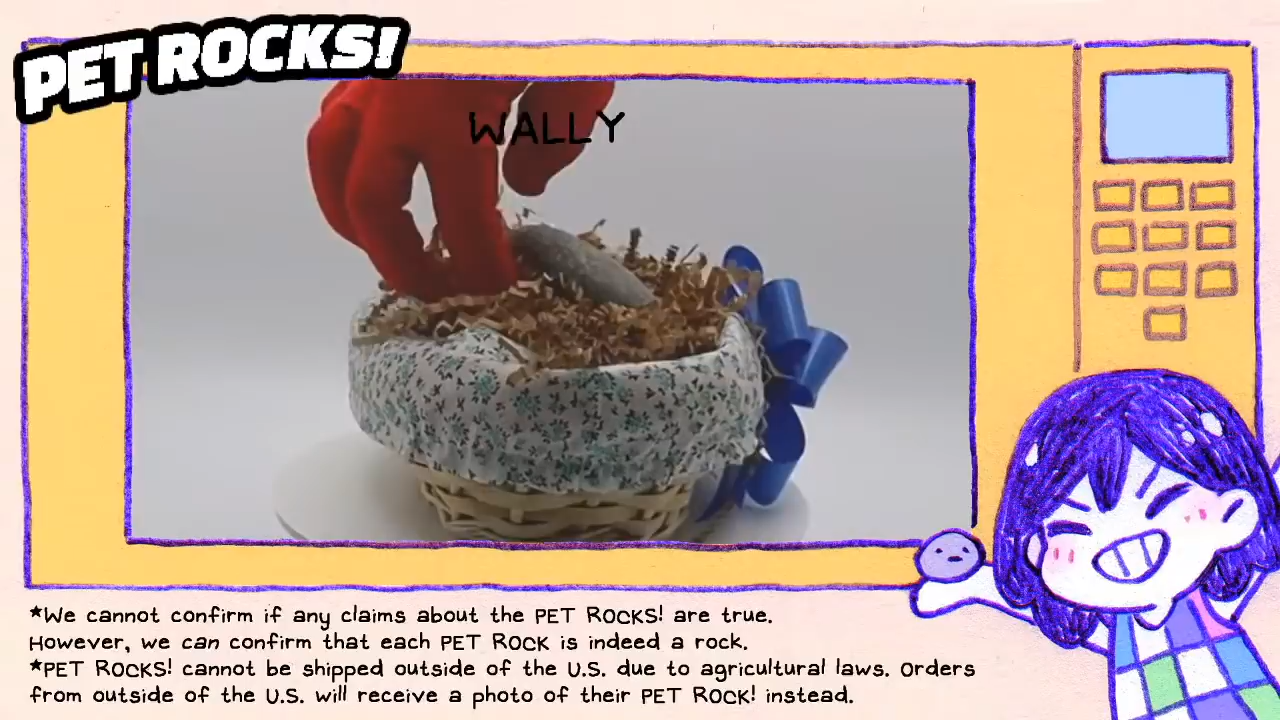 PET ROCKS!
WALLY
*We cannot confirm if any claims about the PET ROCKS! are true.
However, we can confirm that each PET ROCK is indeed a rock.
*PET ROCKS! cannot be shipped outside of the U.S. due to agricultural laws. Orders
from outside of the U.S. will receive a photo of their PET ROCK! instead.